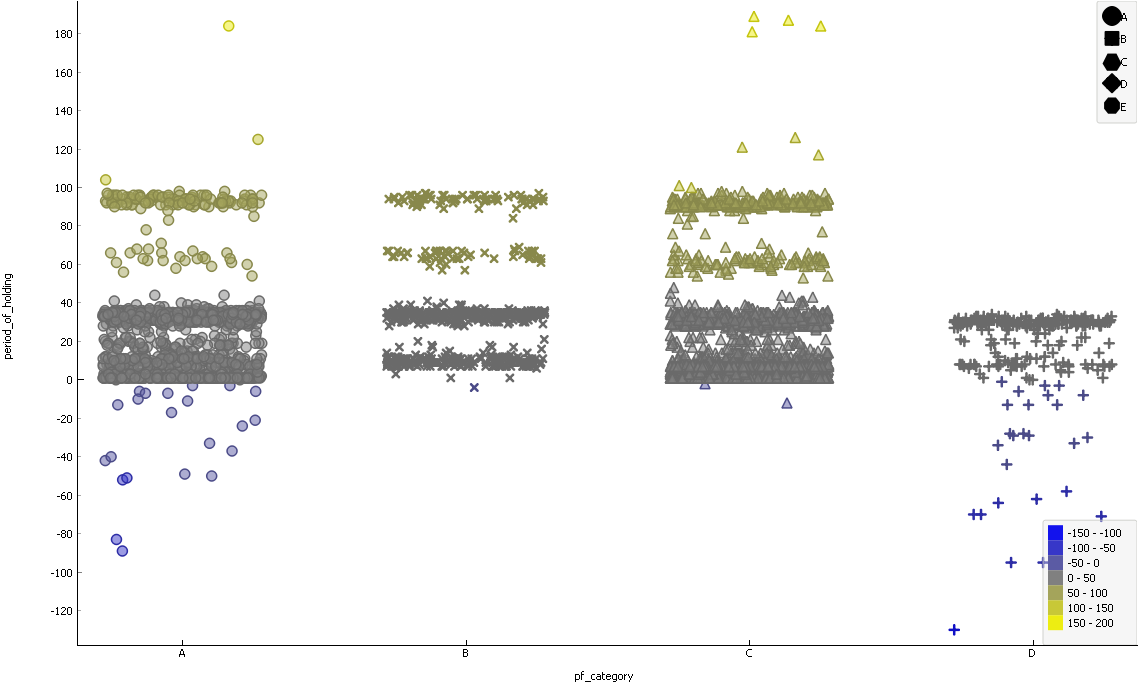 180
160
140
120
100
80
60
40
20
0
-20
-40
-60
-80
-100
-120
period_of_holding
A
B
C
D
pf_category
A
B
C
D
E
-150 - -100
-100 - -50
-50 - 0
0 - 50
50 - 100
100 - 150
150 - 200